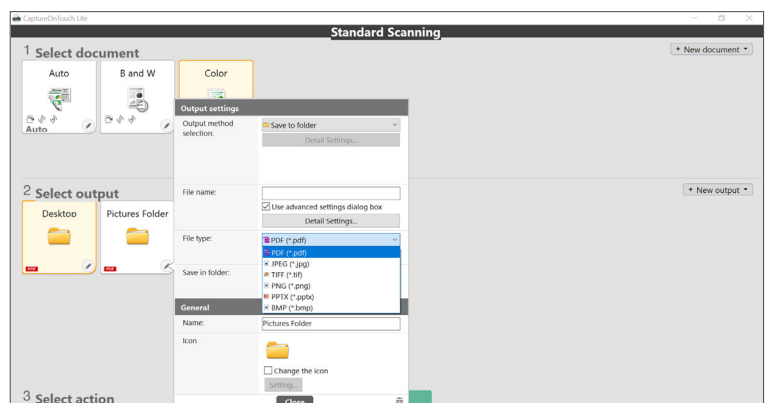 CaptureOnTouch Lite
Standard Scanning
1 Select document
+ New document
Auto
B and W
Color
Auto
Output settings
Output method selection:
Save to folder
Detail Settings...
2 Select output
+ New output
Desktop
Pictures Folder
PDF
PDF
File name:
Use advanced settings dialog box
Detail Settings...
File type:
PDF (*.pdf)
PDF (*.pdf)
JPEG (*.jpg)
TIFF (*.tif)
PNG (*.png)
PPTX (*.pptx)
BMP (*.bmp)
Save in folder:
General
Name:
Pictures Folder
Icon
Change the icon
Setting...
3 Select action
Close